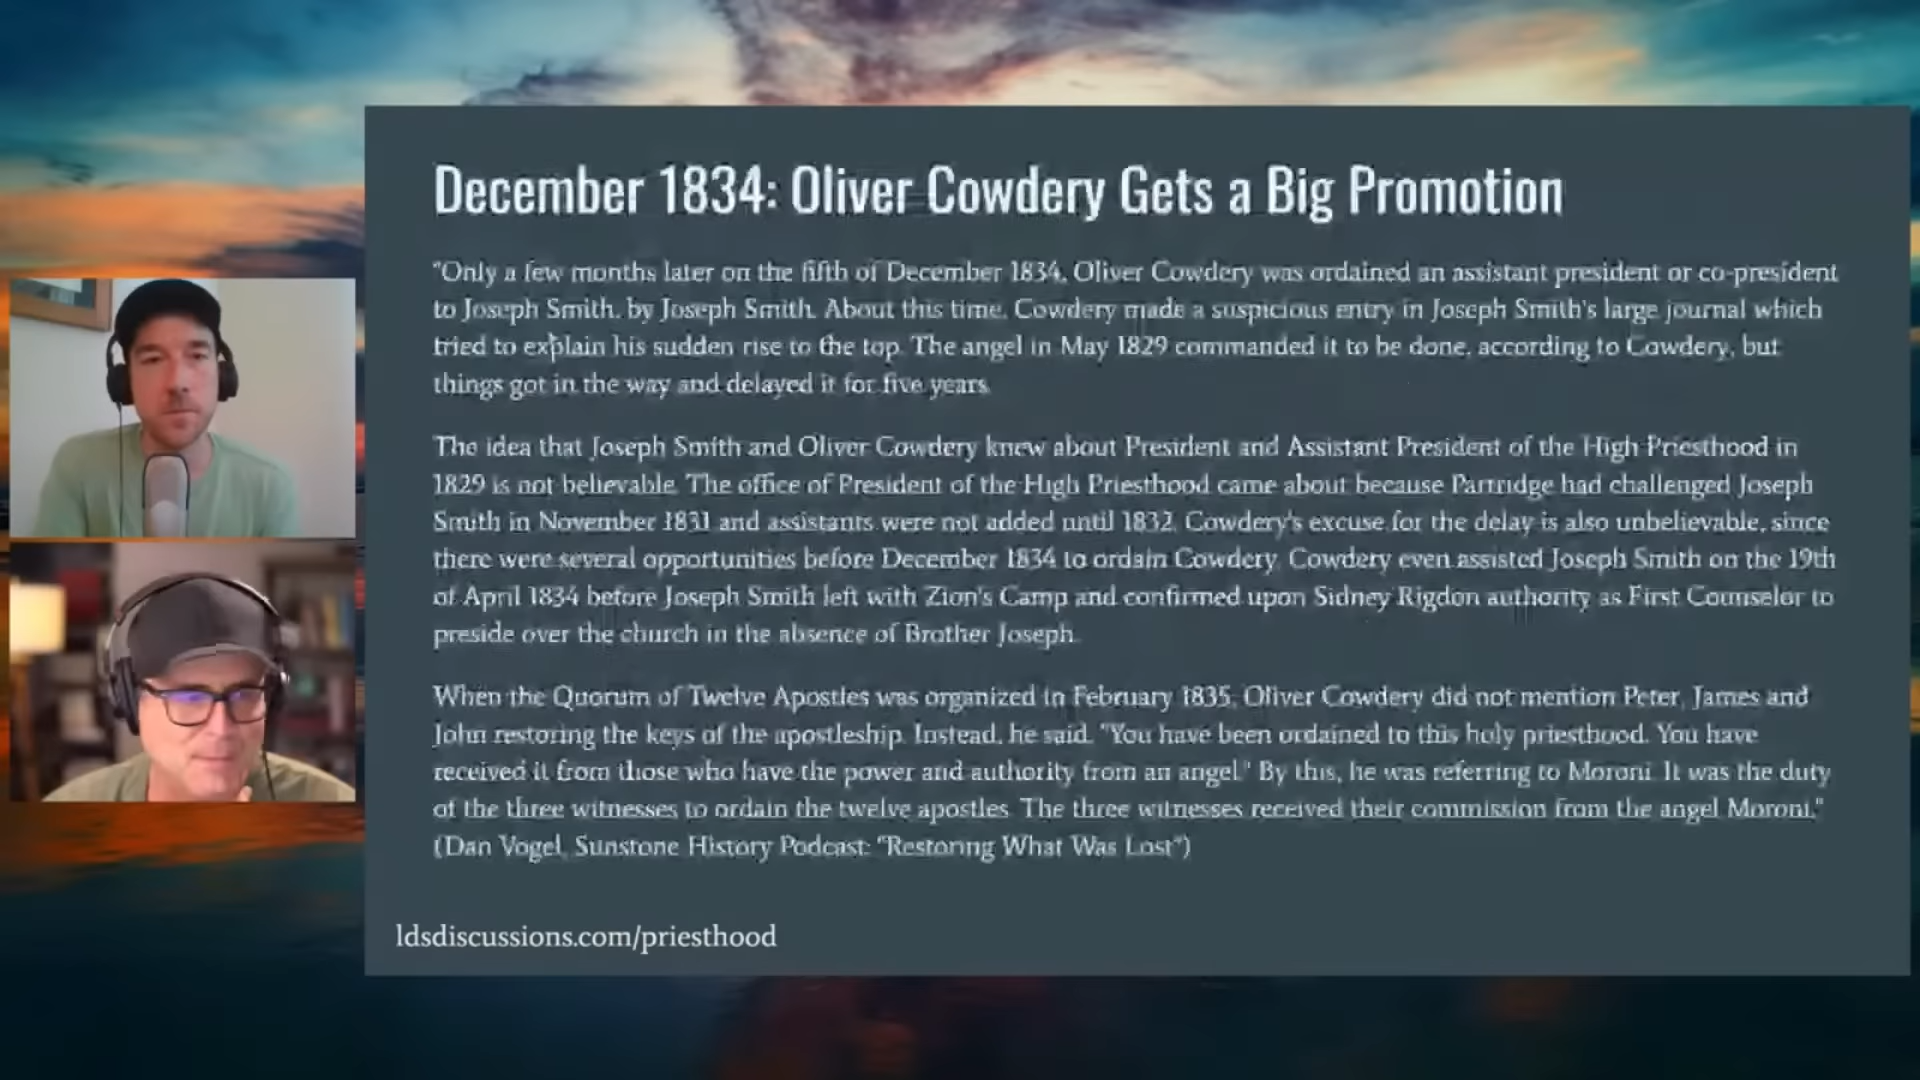 December 1834: Oliver Cowdery Gets a Big Promotion
"Only a few months later on the fifth of December 1834, Oliver Cowdery was ordained an assistant president or co-president
to Joseph Smith, by Joseph Smith. About this time, Cowdery made a suspicious entry in Joseph Smith's large journal which
tried to explain his sudden rise to the top. The angel in May 1829 commanded it to be done, according to Cowdery, but
things got in the way and delayed it for five years.
The idea that Joseph Smith and Oliver Cowdery knew about President and Assistant President of the High Priesthood in
1829 is not believable. The office of President of the High Priesthood came about because Partridge had challenged Joseph
Smith in November 1831 and assistants were not added until 1832. Cowdery's excuse for the delay is also unbelievable, since
there were several opportunities before December 1834 to ordain Cowdery. Cowdery even assisted Joseph Smith on the 19th
of April 1834 before Joseph Smith left with Zion's Camp and confirmed upon Sidney Rigdon authority as First Counselor to
preside over the church in the absence of Brother Joseph.
When the Quorum of Twelve Apostles was organized in February 1835, Oliver Cowdery did not mention Peter, James and
John restoring the keys of the apostleship. Instead, he said, "You have been ordained to this holy priesthood. You have
received it from those who have the power and authority from an angel." By this, he was referring to Moroni. It was the duty
of the three witnesses to ordain the twelve apostles. The three witnesses received their commission from the angel Moroni."
(Dan Vogel, Sunstone History Podcast: "Restoring What Was Lost")
ldsdiscussions.com/priesthood